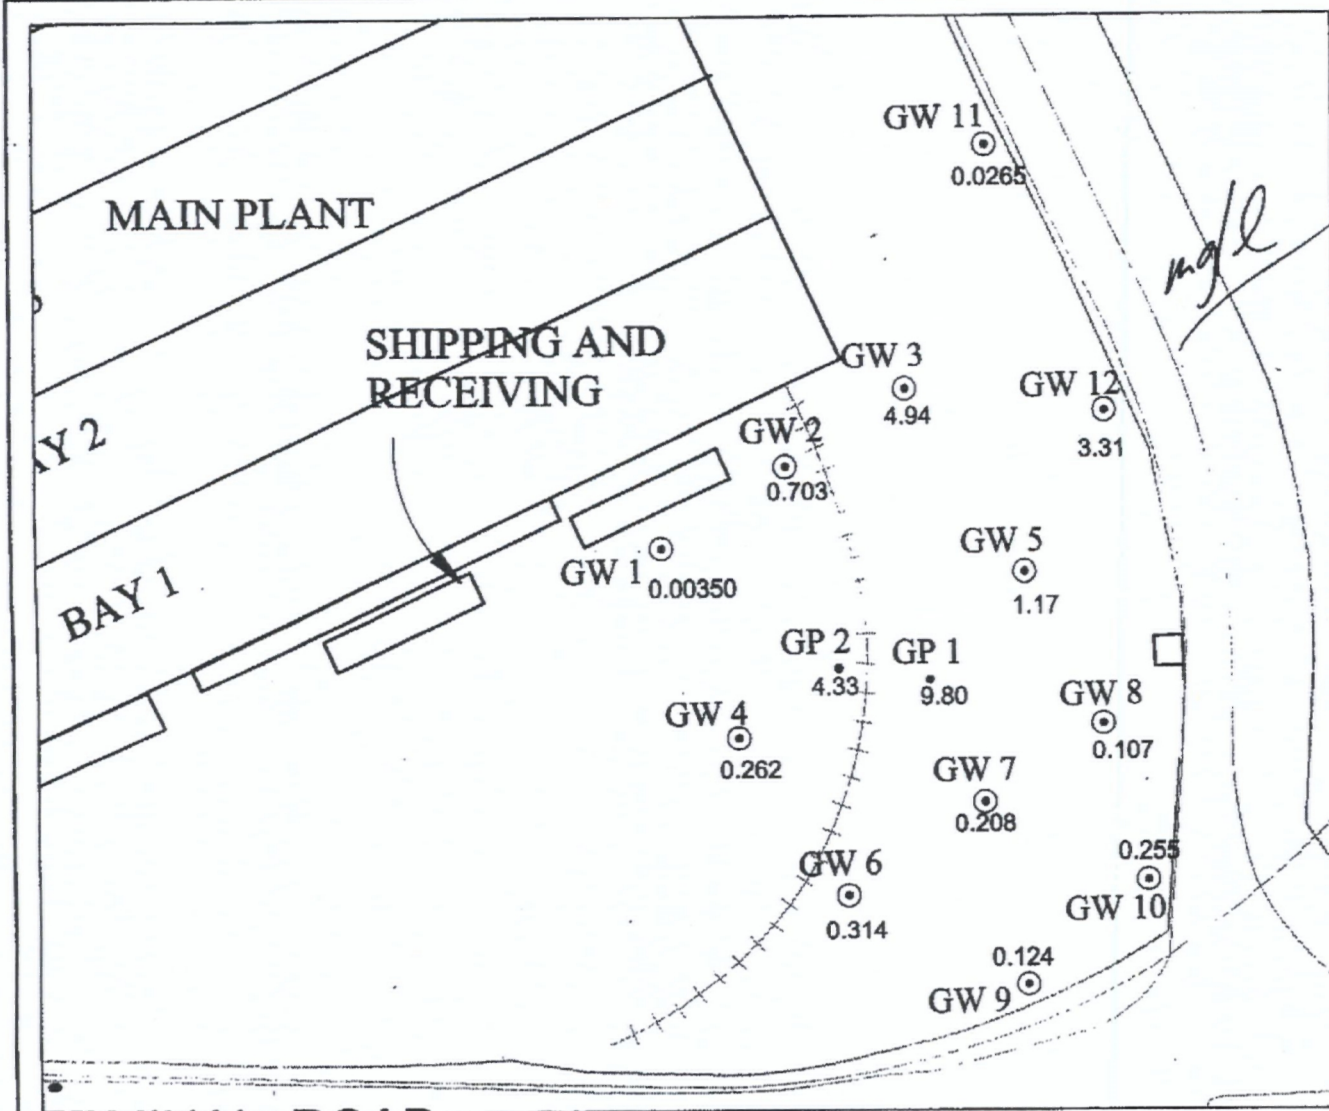 GW 11
0.0265
mg/l
MAIN PLANT
SHIPPING AND
RECEIVING
GW 3
4.94
GW 12
3.31
GW 2
0.703
AY 2
GW 5
1.17
GW 1
0.00350
BAY 1
GP 2
4.33
GP 1
9.80
GW 8
0.107
GW 4
0.262
GW 7
0.208
GW 6
0.314
0.255
GW 10
0.124
GW 9
ROAD